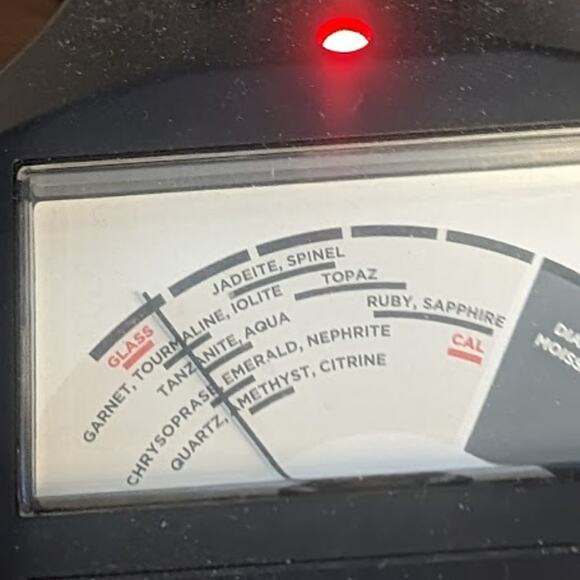 JADEITE, SPINEL
TOPAZ
RUBY, SAPPHIRE
GLASS
GARNET, TOURMALINE, IOLITE
TANZANITE, AQUA
CAL
CHRYSOPRASE, EMERALD, NEPHRITE
QUARTZ, AMETHYST, CITRINE